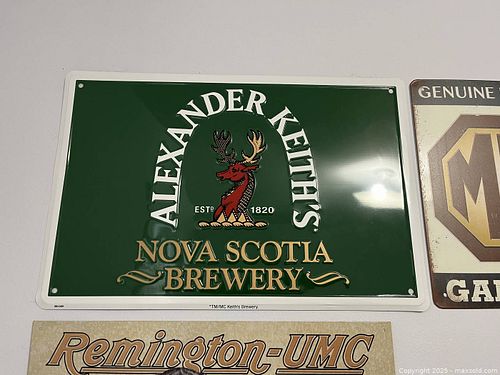 ALEXANDER KEITH'S
ESTD 1820
NOVA SCOTIA
BREWERY
*TM/MC Keith's Brewery
GENUINE
M
GA
Remington-UMC
Copyright 2025 - maxsold.com